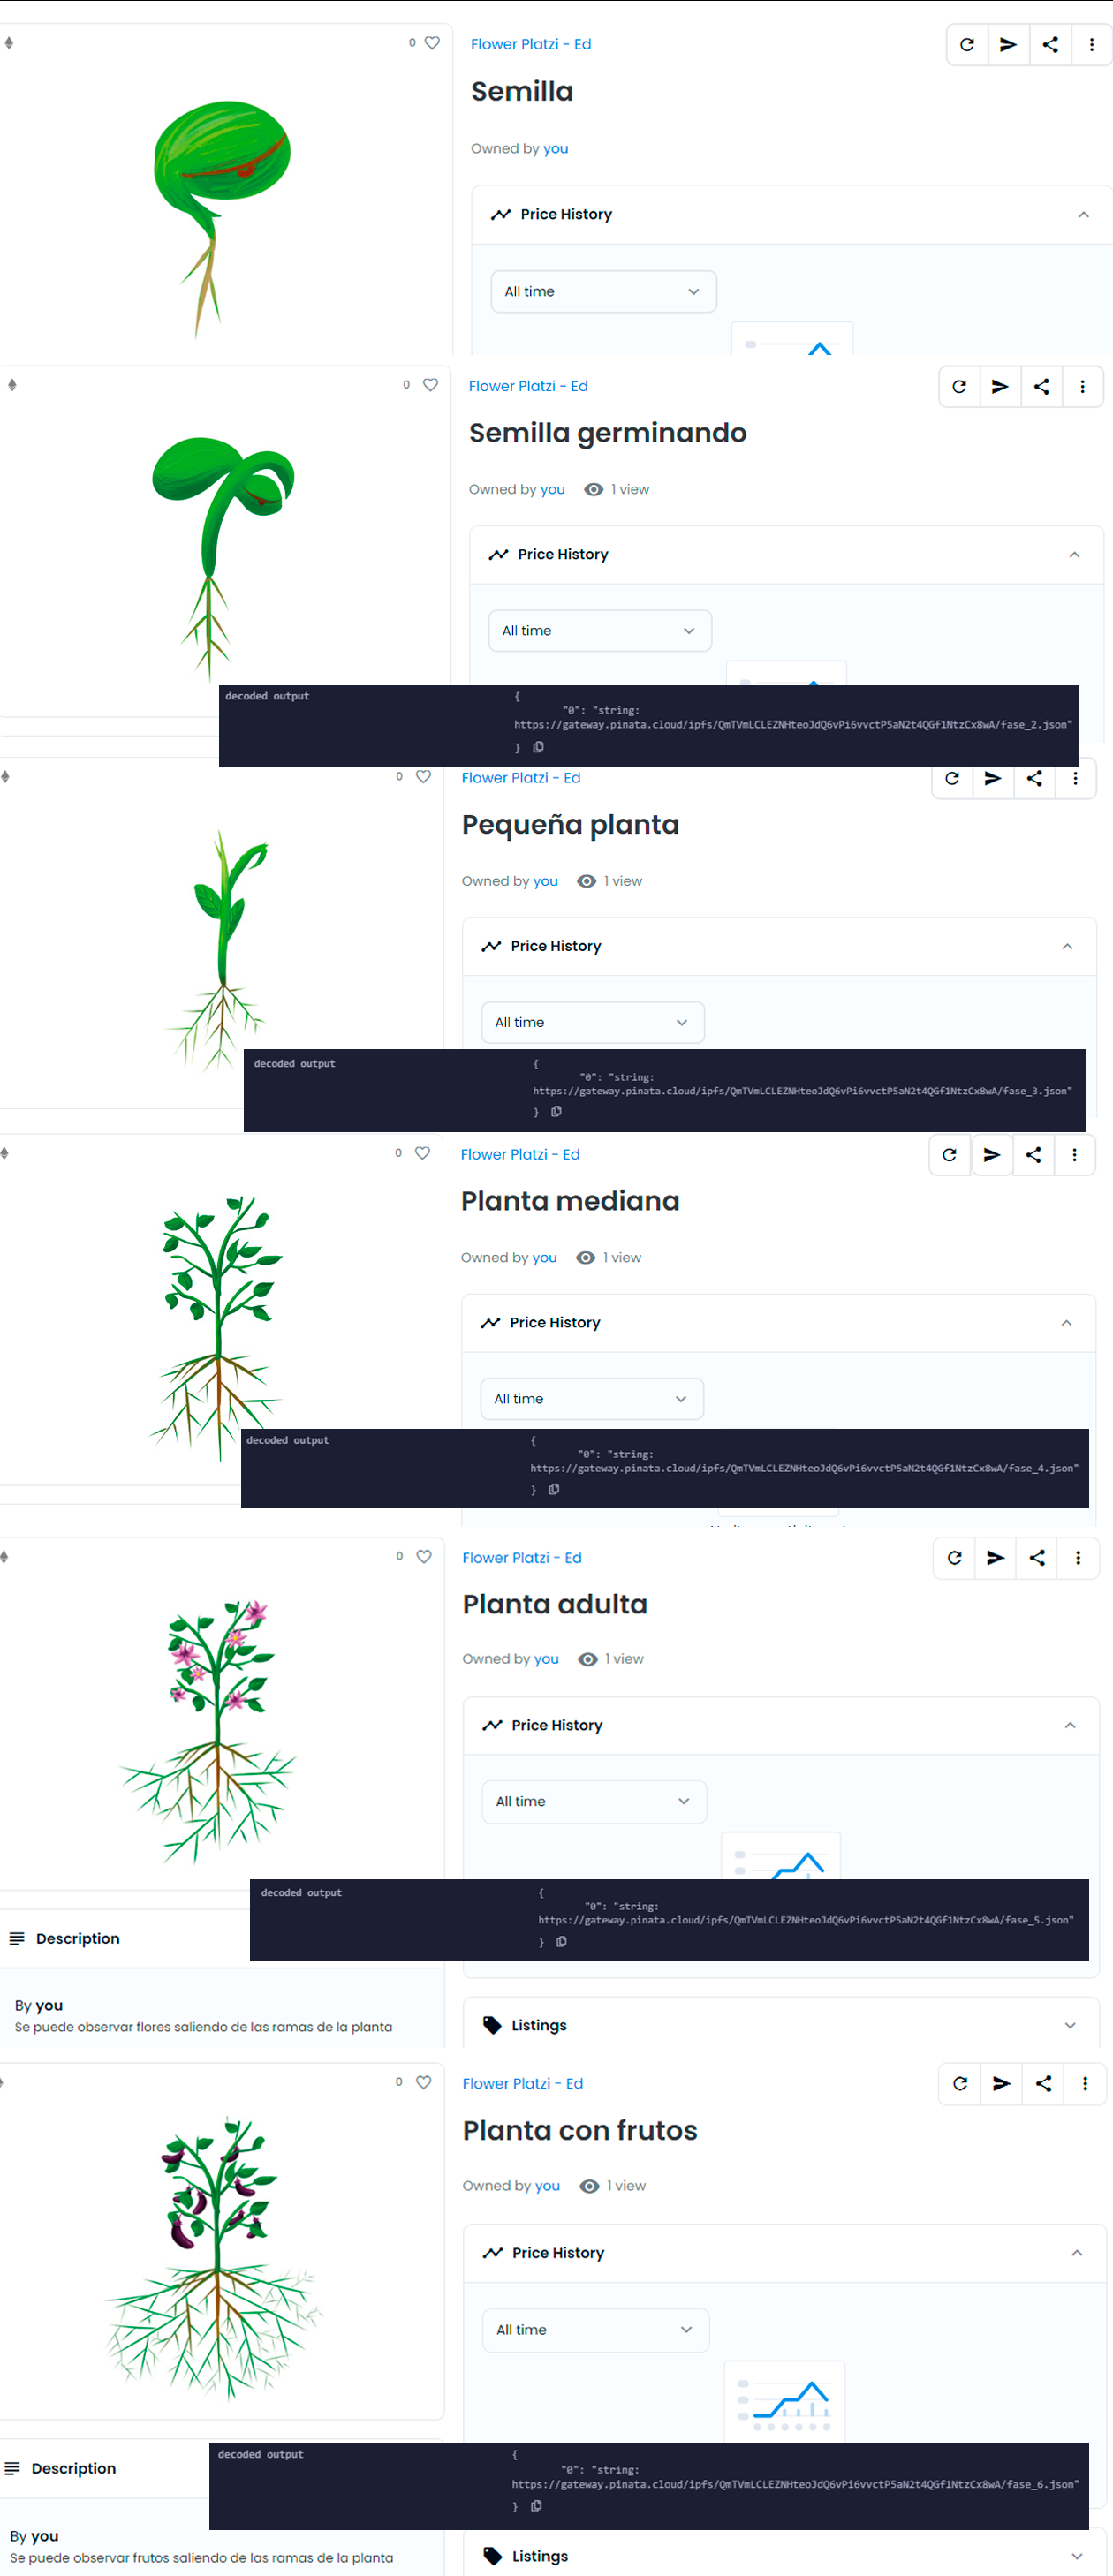 0
Flower Platzi - Ed
Semilla
Owned by you
Price History
All time
0
Flower Platzi - Ed
Semilla germinando
Owned by you 1 view
Price History
All time
decoded output
{
"0": "string:
https://gateway.pinata.cloud/ipfs/QmTVmLCLEZNHteoJdQ6vPi6vvctP5aN2t4QGf1NtzCx8wA/fase_2.json"
}
0
Flower Platzi - Ed
Pequeña planta
Owned by you 1 view
Price History
All time
decoded output
{
"0": "string:
https://gateway.pinata.cloud/ipfs/QmTVmLCLEZNHteoJdQ6vPi6vvctP5aN2t4QGf1NtzCx8wA/fase_3.json"
}
0
Flower Platzi - Ed
Planta mediana
Owned by you 1 view
Price History
All time
decoded output
{
"0": "string:
https://gateway.pinata.cloud/ipfs/QmTVmLCLEZNHteoJdQ6vPi6vvctP5aN2t4QGf1NtzCx8wA/fase_4.json"
}
0
Flower Platzi - Ed
Planta adulta
Owned by you 1 view
Price History
All time
decoded output
{
"0": "string:
https://gateway.pinata.cloud/ipfs/QmTVmLCLEZNHteoJdQ6vPi6vvctP5aN2t4QGf1NtzCx8wA/fase_5.json"
}
Description
By you
Se puede observar flores saliendo de las ramas de la planta
Listings
0
Flower Platzi - Ed
Planta con frutos
Owned by you 1 view
Price History
All time
decoded output
{
"0": "string:
https://gateway.pinata.cloud/ipfs/QmTVmLCLEZNHteoJdQ6vPi6vvctP5aN2t4QGf1NtzCx8wA/fase_6.json"
}
Description
By you
Se puede observar frutos saliendo de las ramas de la planta
Listings